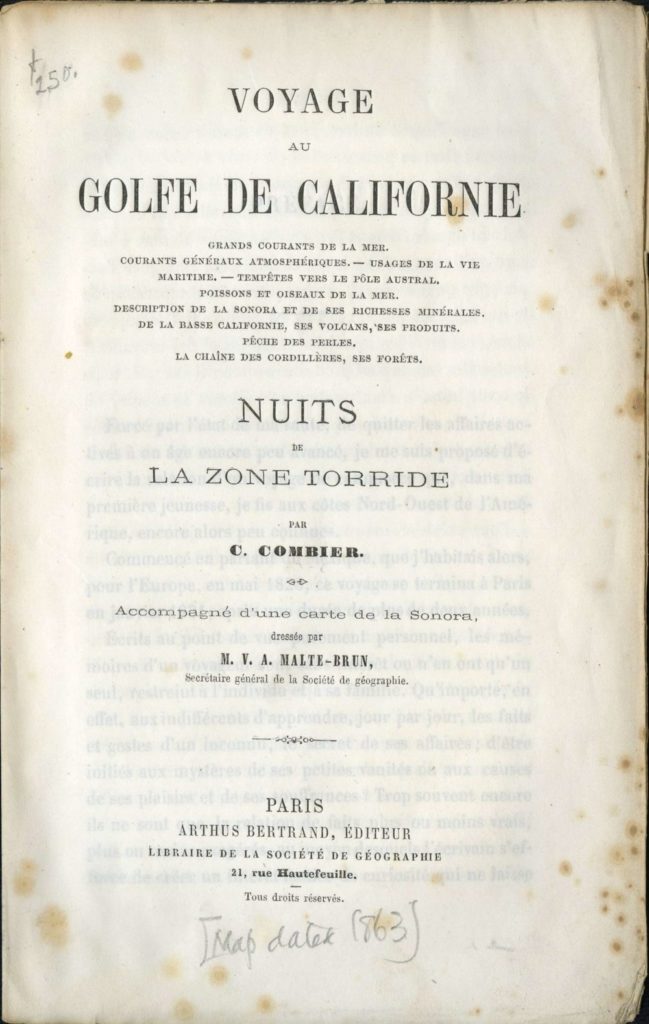 250.
VOYAGE
AU
GOLFE DE CALIFORNIE
GRANDS COURANTS DE LA MER.
COURANTS GÉNÉRAUX ATMOSPHÉRIQUES. — USAGES DE LA VIE
MARITIME. — TEMPÊTES VERS LE PÔLE AUSTRAL.
POISSONS ET OISEAUX DE LA MER.
DESCRIPTION DE LA SONORA ET DE SES RICHESSES MINÉRALES.
DE LA BASSE CALIFORNIE, SES VOLCANS, SES PRODUITS.
PÊCHE DES PERLES.
LA CHAÎNE DES CORDILLÈRES, SES FORÊTS.
NUITS
DE
LA ZONE TORRIDE
PAR
C. COMBIER.
Accompagné d'une carte de la Sonora,
dressée par
M. V. A. MALTE-BRUN,
Secrétaire général de la Société de géographie.
PARIS
ARTHUS BERTRAND, ÉDITEUR
LIBRAIRE DE LA SOCIÉTÉ DE GÉOGRAPHIE
21, rue Hautefeuille.
Tous droits réservés.
[Map dated 1863]